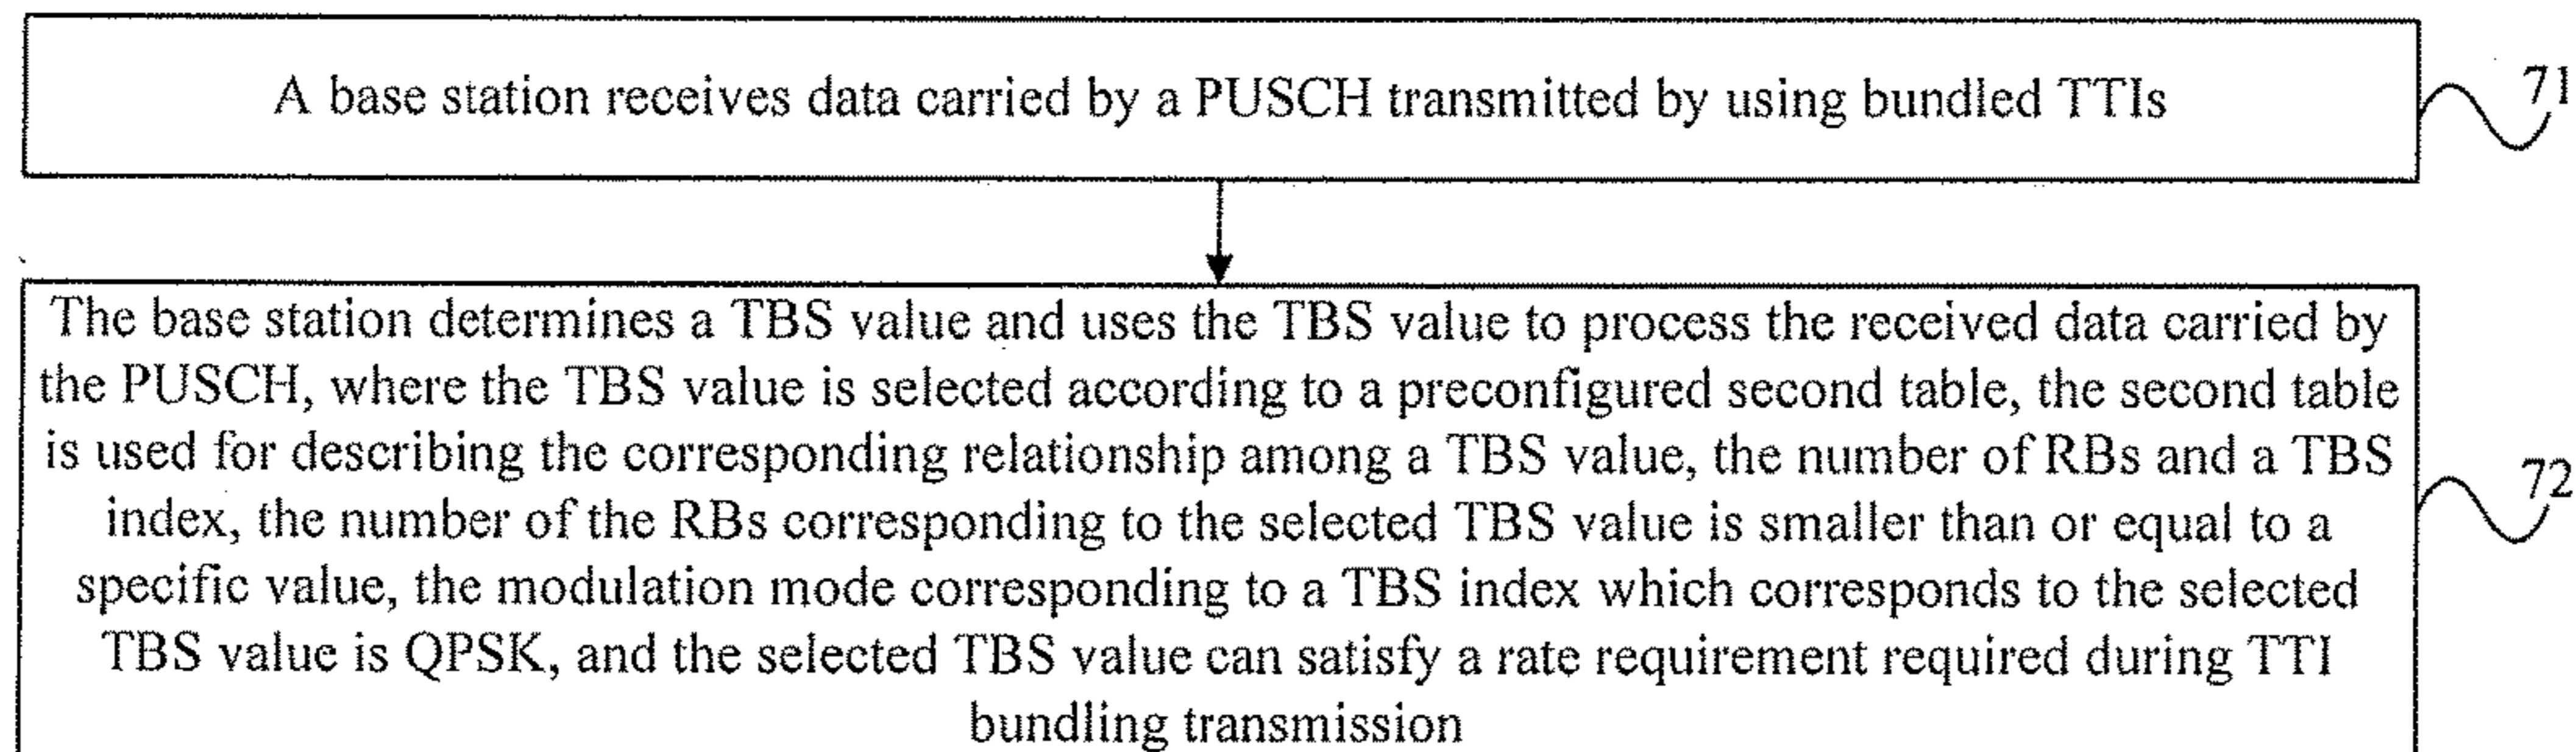 A base station receives data carried by a PUSCH transmitted by using bundled TTIs
71
The base station determines a TBS value and uses the TBS value to process the received data carried by
the PUSCH, where the TBS value is selected according to a preconfigured second table, the second table
is used for describing the corresponding relationship among a TBS value, the number of RBs and a TBS
index, the number of the RBs corresponding to the selected TBS value is smaller than or equal to a
specific value, the modulation mode corresponding to a TBS index which corresponds to the selected
TBS value is QPSK, and the selected TBS value can satisfy a rate requirement required during TTI
bundling transmission
72